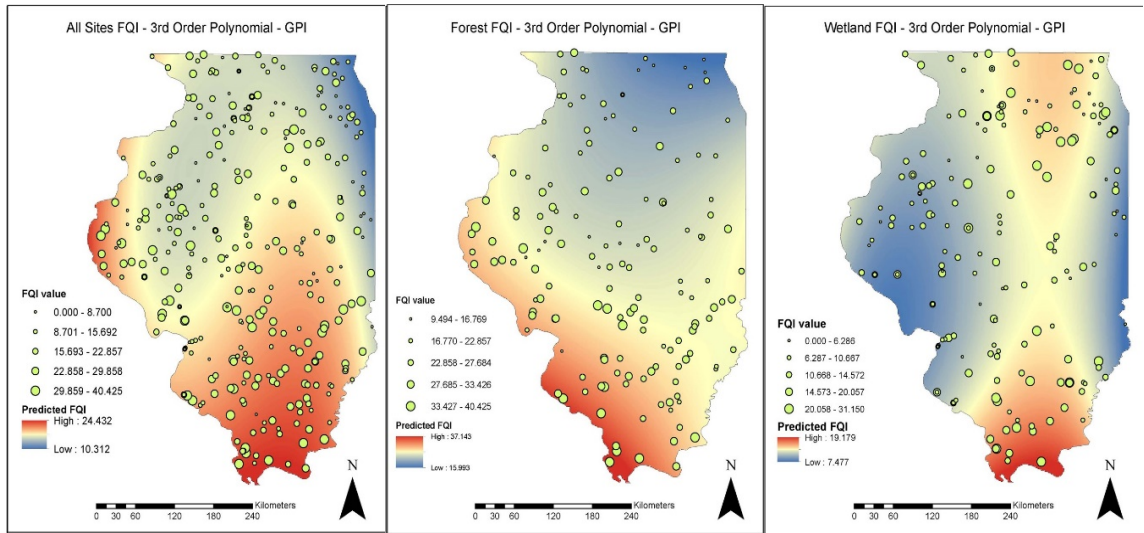 All Sites FQI - 3rd Order Polynomial - GPI
FQI value
0.000 - 8.700
8.701 - 15.692
15.693 - 22.857
22.858 - 29.858
29.859 - 40.425
Predicted FQI
High : 24.432
Low : 10.312
N
Kilometers
0 30 60 120 180 240
Forest FQI - 3rd Order Polynomial - GPI
FQI value
9.494 - 16.769
16.770 - 22.857
22.858 - 27.684
27.685 - 33.426
33.427 - 40.425
Predicted FQI
High : 37.143
Low : 15.993
N
Kilometers
0 30 60 120 180 240
Wetland FQI - 3rd Order Polynomial - GPI
FQI value
0.000 - 6.286
6.287 - 10.667
10.668 - 14.572
14.573 - 20.057
20.058 - 31.150
Predicted FQI
High : 19.179
Low : 7.477
N
Kilometers
0 30 60 120 180 240